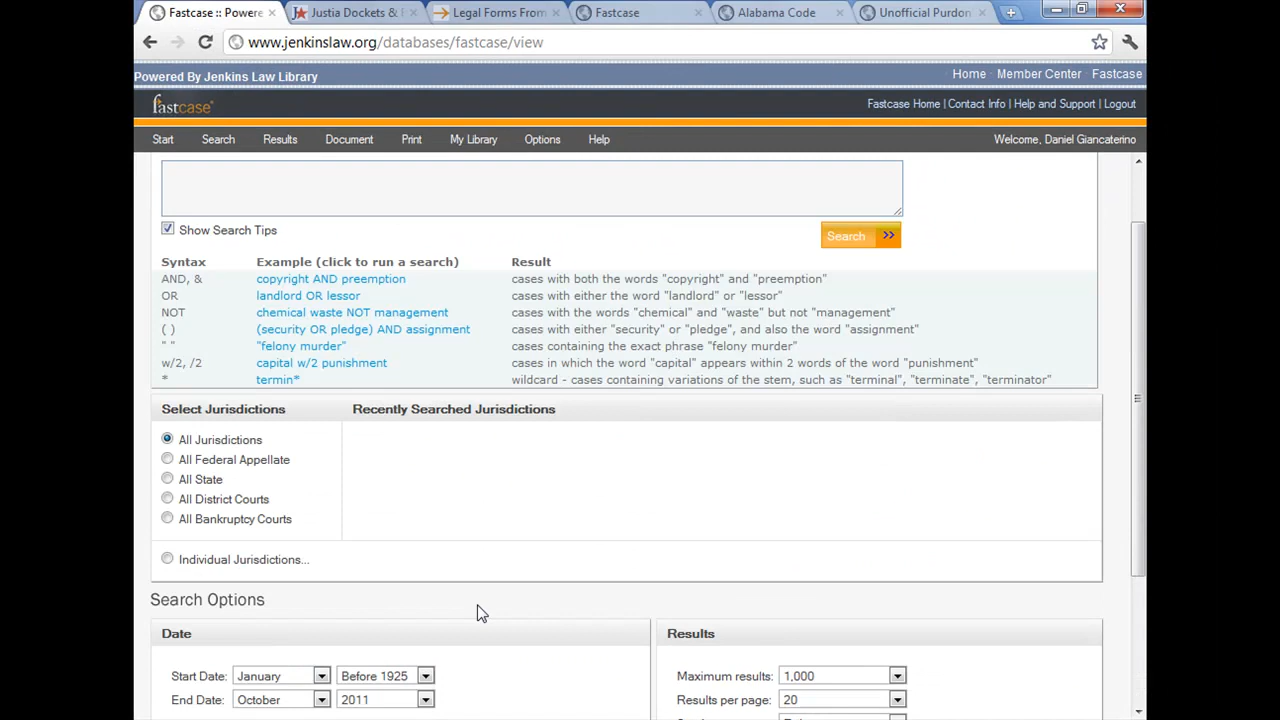 Fastcase :: Powere
Justia Dockets & F
Legal Forms From
Fastcase
Alabama Code
Unofficial Purdon
www.jenkinslaw.org/databases/fastcase/view
Powered By Jenkins Law Library
Home · Member Center · Fastcase
fastcase
Fastcase Home | Contact Info | Help and Support | Logout
Start Search Results Document Print My Library Options Help Welcome, Daniel Giancaterino
Show Search Tips
Search >>
Syntax Example (click to run a search) Result
AND, & copyright AND preemption cases with both the words "copyright" and "preemption"
OR landlord OR lessor cases with either the word "landlord" or "lessor"
NOT chemical waste NOT management cases with the words "chemical" and "waste" but not "management"
( ) (security OR pledge) AND assignment cases with either "security" or "pledge", and also the word "assignment"
" " "felony murder" cases containing the exact phrase "felony murder"
w/2, /2 capital w/2 punishment cases in which the word "capital" appears within 2 words of the word "punishment"
* termin* wildcard - cases containing variations of the stem, such as "terminal", "terminate", "terminator"
Select Jurisdictions Recently Searched Jurisdictions
All Jurisdictions
All Federal Appellate
All State
All District Courts
All Bankruptcy Courts
Individual Jurisdictions...
Search Options
Date Results
Start Date: January Before 1925 Maximum results: 1,000
End Date: October 2011 Results per page: 20